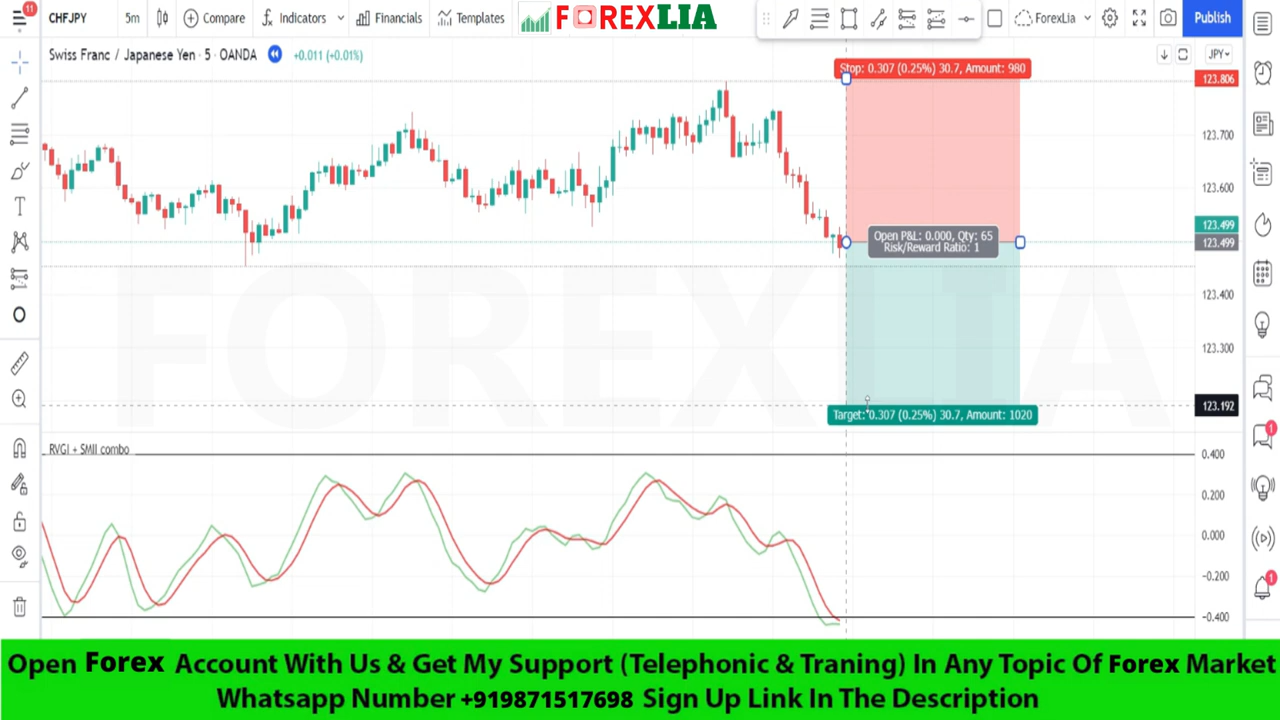 11
CHFJPY 5m Compare Indicators Financials Templates FOREXLIA ForexLia Publish
Swiss Franc / Japanese Yen · 5 · OANDA +0.011 (+0.01%) JPY
Stop: 0.307 (0.25%) 30.7, Amount: 980
123.806
123.700
123.600
123.499
Open P&L: 0.000, Qty: 65
123.499
Risk/Reward Ratio: 1
123.400
123.300
123.192
Target: 0.307 (0.25%) 30.7, Amount: 1020
FOREXLIA
RVGI + SMII combo
0.400
1
0.200
0.000
-0.200
1
-0.400
Open Forex Account With Us & Get My Support (Telephonic & Traning) In Any Topic Of Forex Market
Whatsapp Number +919871517698 Sign Up Link In The Description